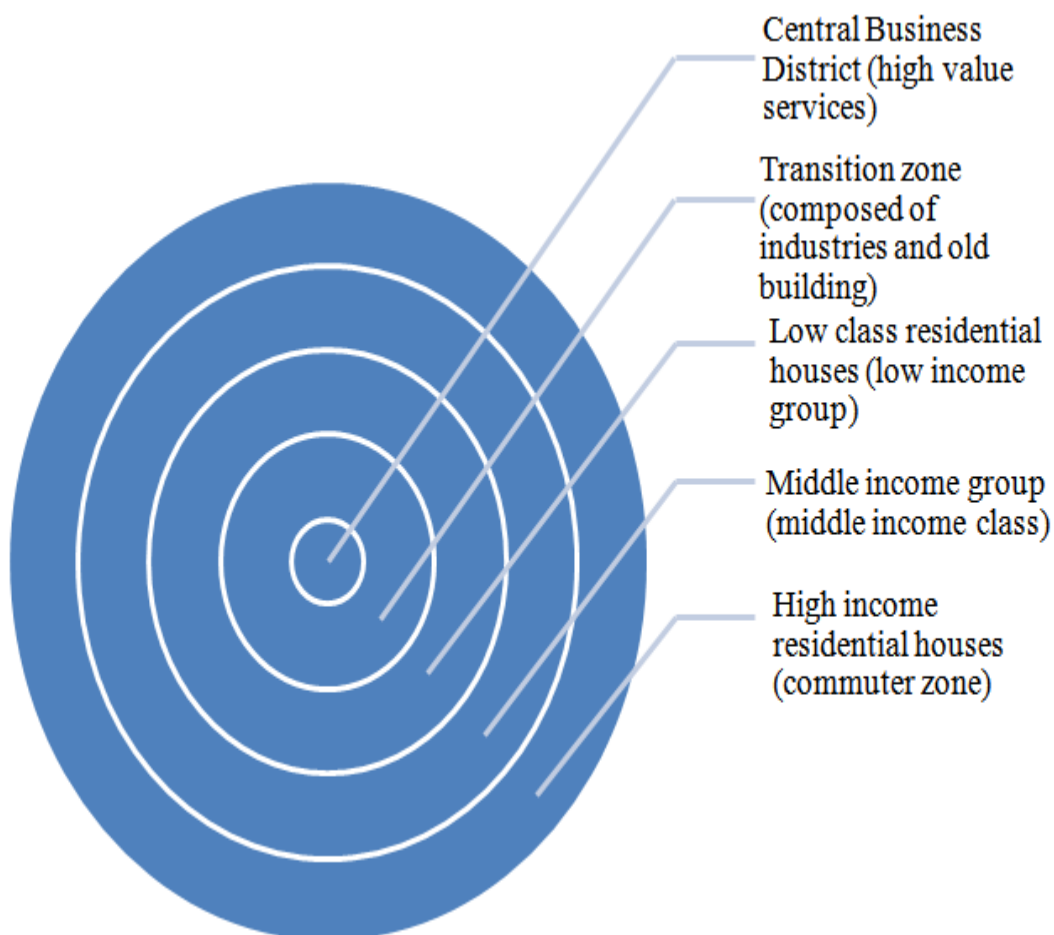 Central Business
District (high value
services)
Transition zone
(composed of
industries and old
building)
Low class residential
houses (low income
group)
Middle income group
(middle income class)
High income
residential houses
(commuter zone)